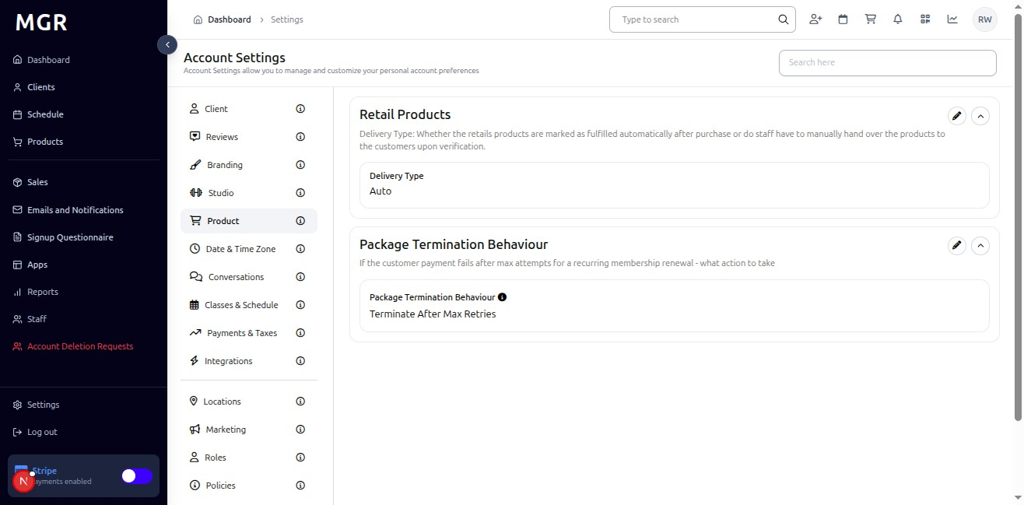 MGR
Dashboard
Clients
Schedule
Products
Sales
Emails and Notifications
Signup Questionnaire
Apps
Reports
Staff
Account Deletion Requests
Settings
Log out
Stripe
ayments enabled
N
Dashboard > Settings
Type to search
RW
Account Settings
Account Settings allow you to manage and customize your personal account preferences
Search here
Client
Reviews
Branding
Studio
Product
Date & Time Zone
Conversations
Classes & Schedule
Payments & Taxes
Integrations
Locations
Marketing
Roles
Policies
Retail Products
Delivery Type: Whether the retails products are marked as fulfilled automatically after purchase or do staff have to manually hand over the products to
the customers upon verification.
Delivery Type
Auto
Package Termination Behaviour
If the customer payment fails after max attempts for a recurring membership renewal - what action to take
Package Termination Behaviour
Terminate After Max Retries